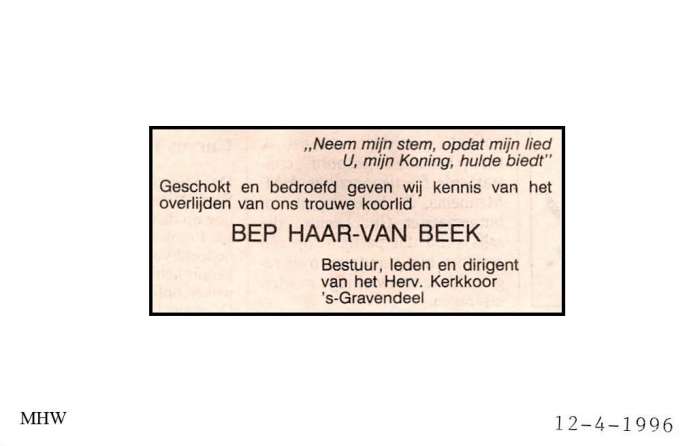 „Neem mijn stem, opdat mijn lied
U, mijn Koning, hulde biedt”
Geschokt en bedroefd geven wij kennis van het
overlijden van ons trouwe koorlid
BEP HAAR-VAN BEEK
Bestuur, leden en dirigent
van het Herv. Kerkkoor
's-Gravendeel
MHW
12-4-1996